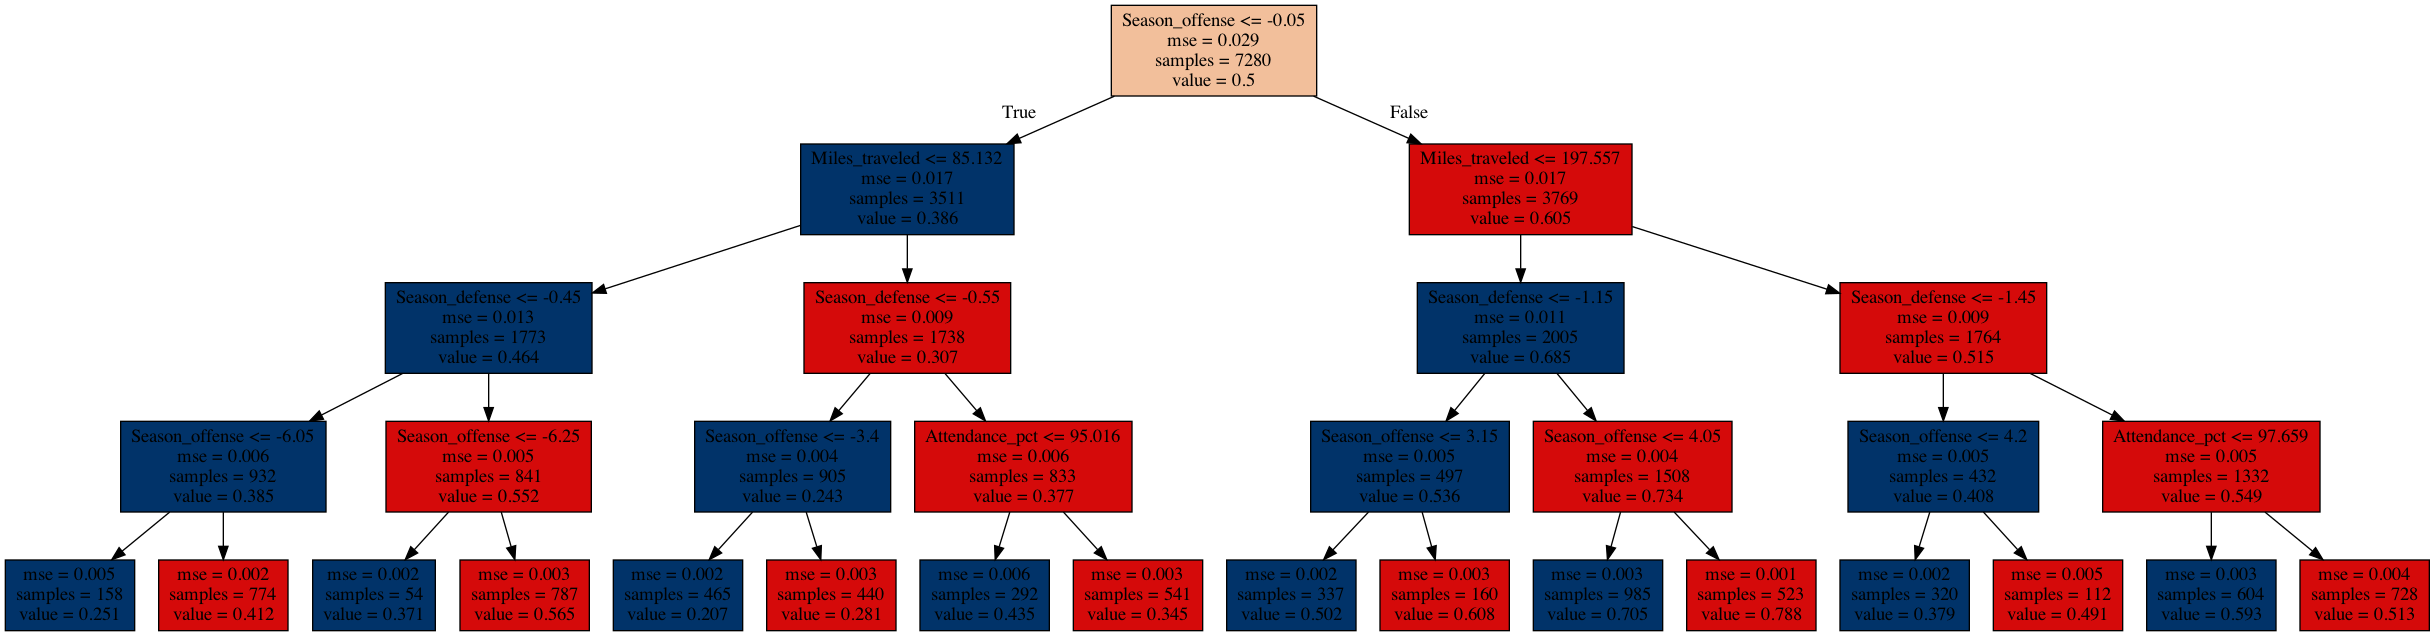 Season_offense <= -0.05
mse = 0.029
samples = 7280
value = 0.5
True
False
Miles_traveled <= 85.132
mse = 0.017
samples = 3511
value = 0.386
Miles_traveled <= 197.557
mse = 0.017
samples = 3769
value = 0.605
Season_defense <= -0.45
mse = 0.013
samples = 1773
value = 0.464
Season_defense <= -0.55
mse = 0.009
samples = 1738
value = 0.307
Season_defense <= -1.15
mse = 0.011
samples = 2005
value = 0.685
Season_defense <= -1.45
mse = 0.009
samples = 1764
value = 0.515
Season_offense <= -6.05
mse = 0.006
samples = 932
value = 0.385
Season_offense <= -6.25
mse = 0.005
samples = 841
value = 0.552
Season_offense <= -3.4
mse = 0.004
samples = 905
value = 0.243
Attendance_pct <= 95.016
mse = 0.006
samples = 833
value = 0.377
Season_offense <= 3.15
mse = 0.005
samples = 497
value = 0.536
Season_offense <= 4.05
mse = 0.004
samples = 1508
value = 0.734
Season_offense <= 4.2
mse = 0.005
samples = 432
value = 0.408
Attendance_pct <= 97.659
mse = 0.005
samples = 1332
value = 0.549
mse = 0.005
samples = 158
value = 0.251
mse = 0.002
samples = 774
value = 0.412
mse = 0.002
samples = 54
value = 0.371
mse = 0.003
samples = 787
value = 0.565
mse = 0.002
samples = 465
value = 0.207
mse = 0.003
samples = 440
value = 0.281
mse = 0.006
samples = 292
value = 0.435
mse = 0.003
samples = 541
value = 0.345
mse = 0.002
samples = 337
value = 0.502
mse = 0.003
samples = 160
value = 0.608
mse = 0.003
samples = 985
value = 0.705
mse = 0.001
samples = 523
value = 0.788
mse = 0.002
samples = 320
value = 0.379
mse = 0.005
samples = 112
value = 0.491
mse = 0.003
samples = 604
value = 0.593
mse = 0.004
samples = 728
value = 0.513